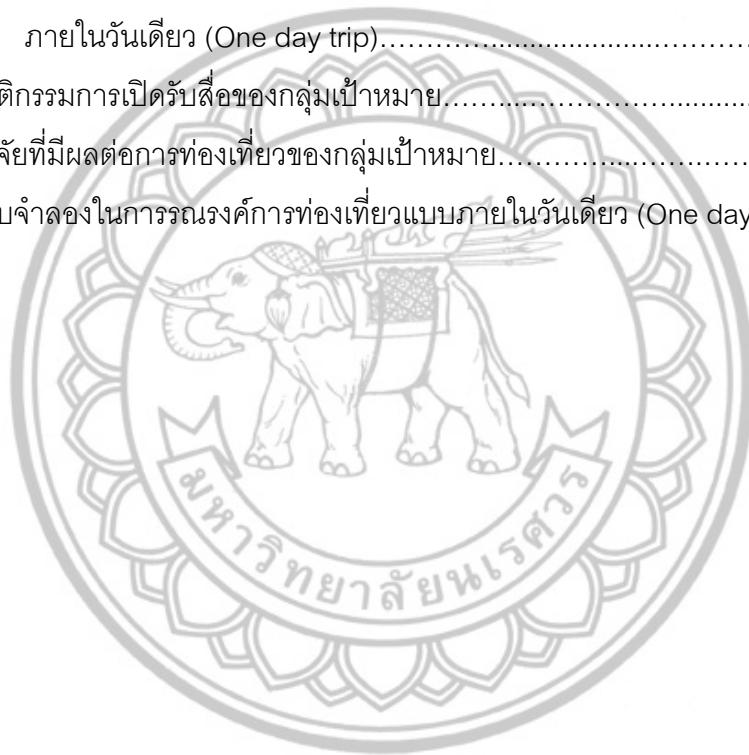 ภายในวันเดียว (One day trip)……………......................………….
ติกรรมการเปิดรับสื่อของกลุ่มเป้าหมาย……....………………...........
จัยที่มีผลต่อการท่องเที่ยวของกลุ่มเป้าหมาย…………....…….……
บจำลองในการรณรงค์การท่องเที่ยวแบบภายในวันเดียว (One day
มหาวิทยาลัยนเรศวร